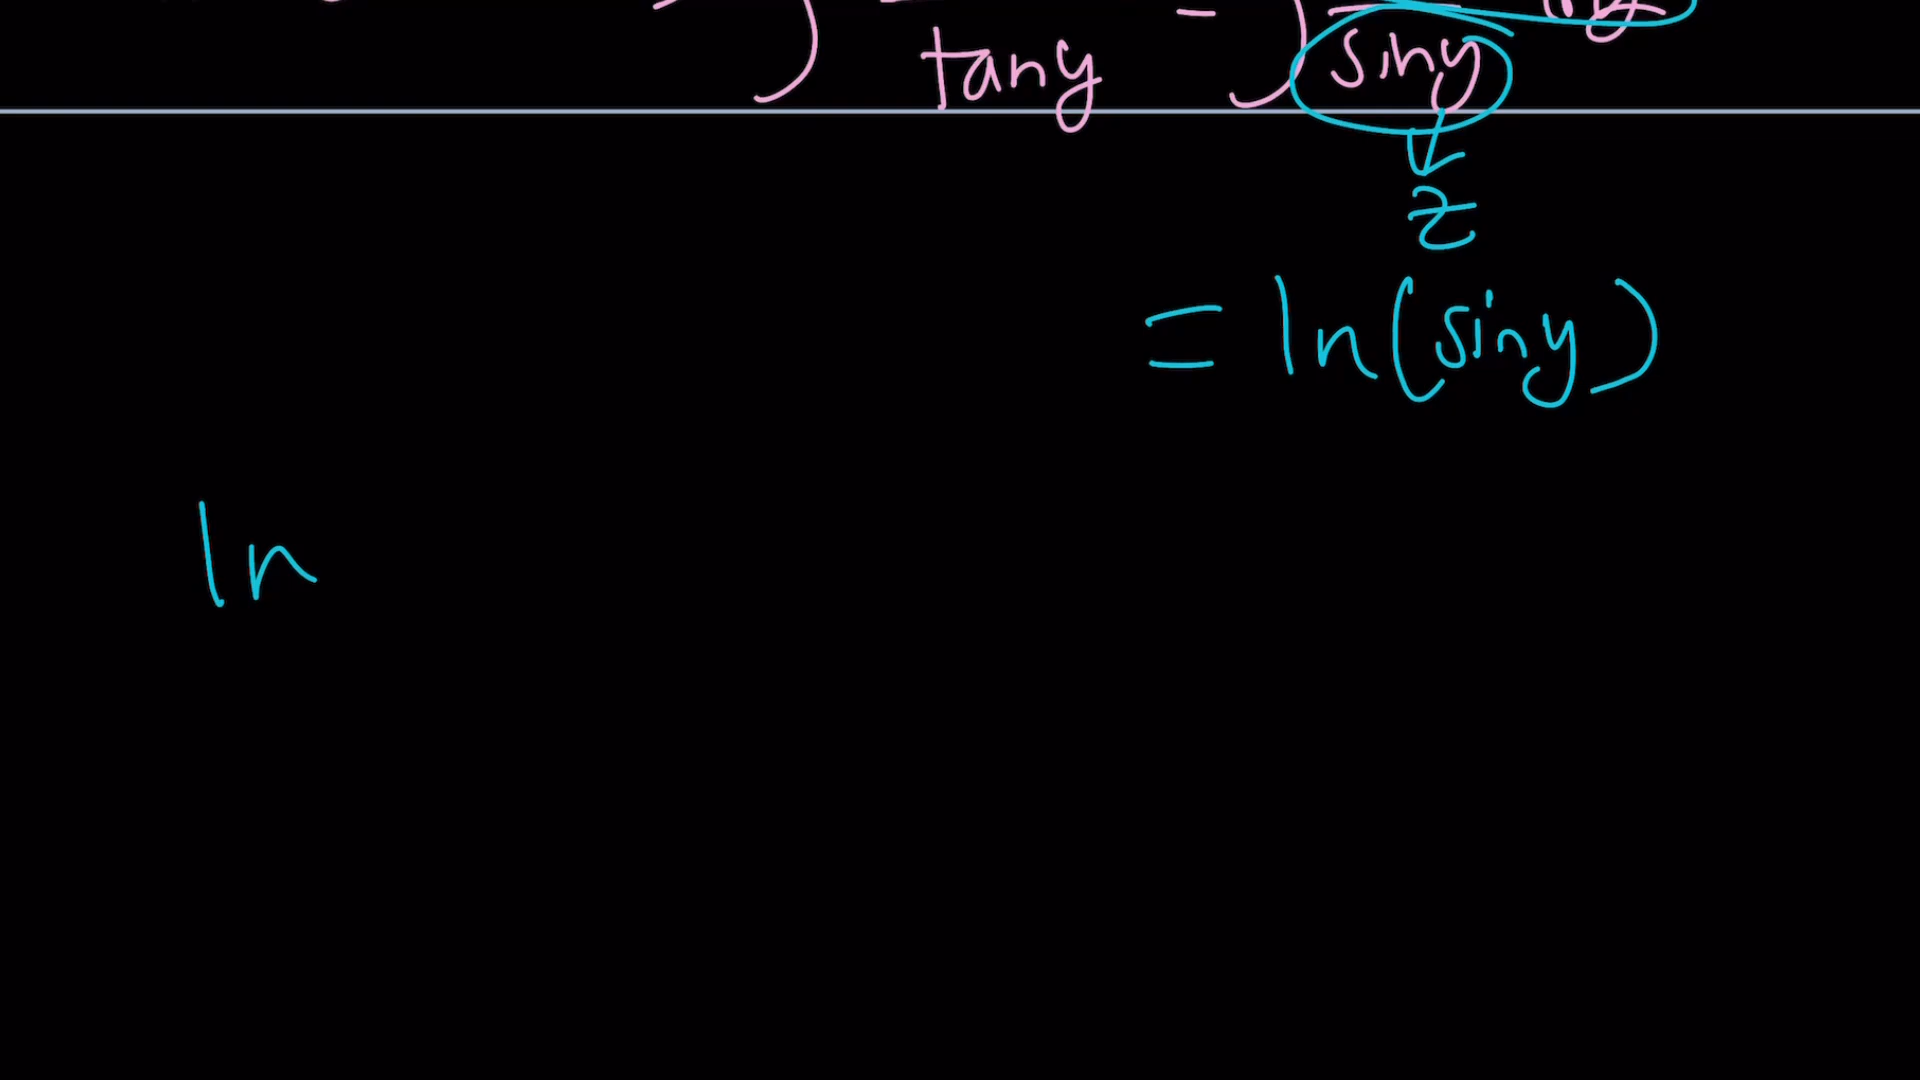 ∫ tany = ∫ siny
z
= ln(siny)
ln